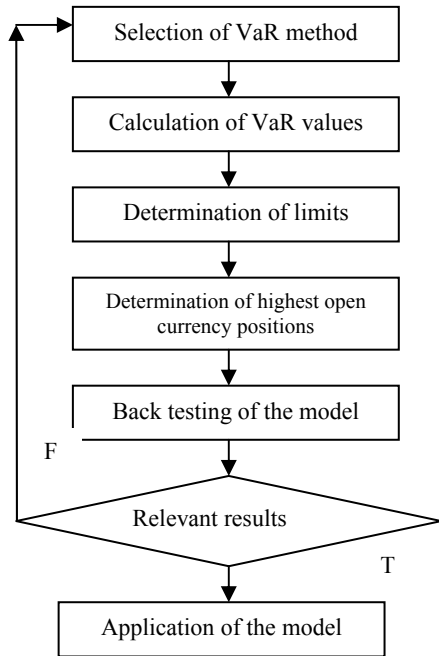 Selection of VaR method
Calculation of VaR values
Determination of limits
Determination of highest open
currency positions
Back testing of the model
F
Relevant results
T
Application of the model